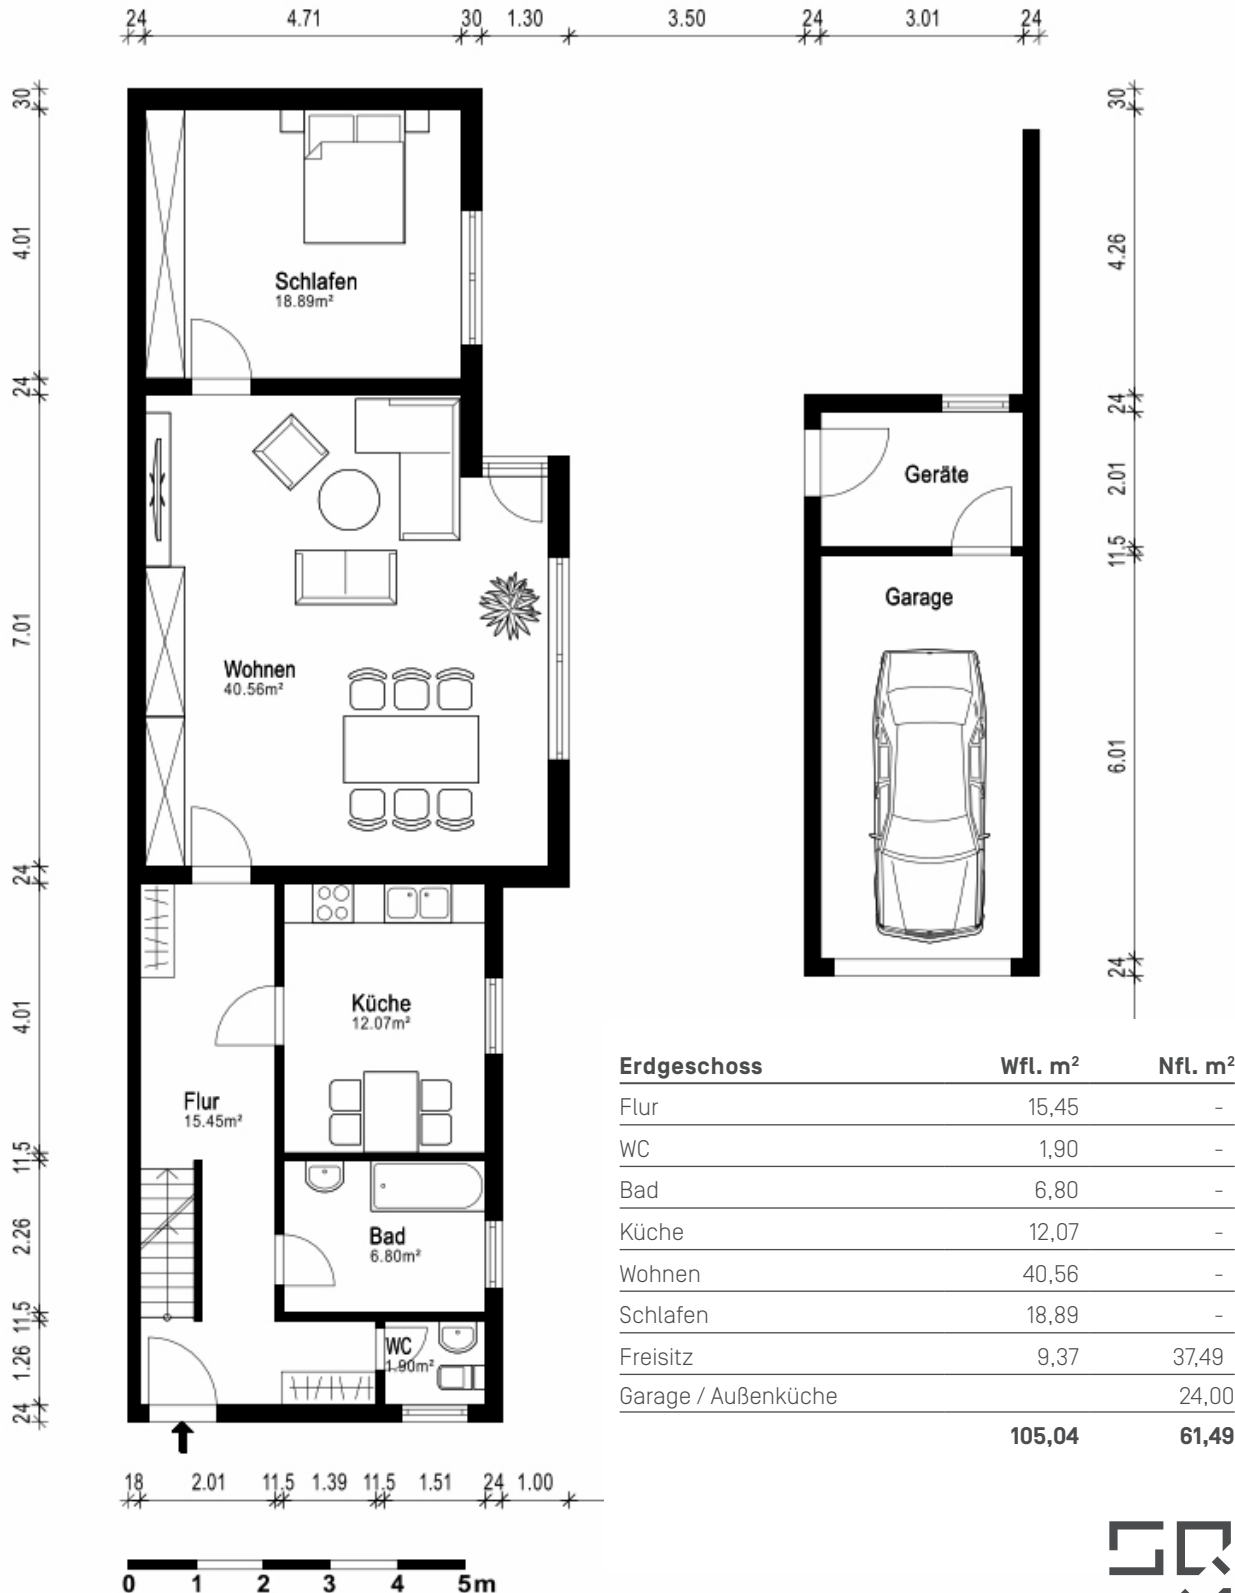 24 4.71 30 1.30 3.50 24 3.01 24
30
4.01
24
7.01
24
4.01
11.5
2.26
11.5
1.26
24
Schlafen
18.89m²
Wohnen
40.56m²
Küche
12.07m²
Flur
15.45m²
Bad
6.80m²
WC
1.90m²
Geräte
Garage
30
4.26
24
2.01
11.5
6.01
24
Erdgeschoss Wfl. m² Nfl. m²
Flur 15,45 -
WC 1,90 -
Bad 6,80 -
Küche 12,07 -
Wohnen 40,56 -
Schlafen 18,89 -
Freisitz 9,37 37,49
Garage / Außenküche 24,00
105,04 61,49
18 2.01 11.5 1.39 11.5 1.51 24 1.00
0 1 2 3 4 5m